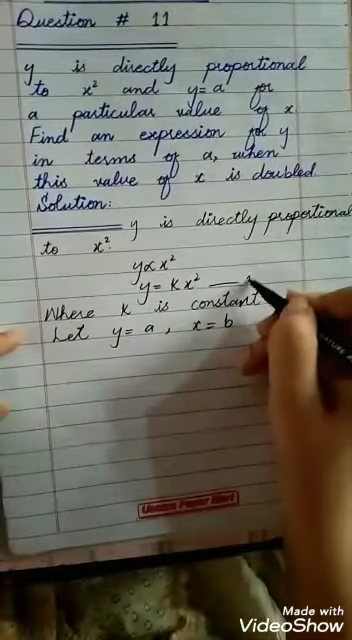 Question # 11
y is directly proportional
to x² and y=a for
a particular value of x.
Find an expression for y
in terms of a, when
this value of x is doubled.
Solution:
y is directly proportional
to x².
y∝x²
y = Kx² —
Where K is constant
Let y = a, x = b
Made with
VideoShow